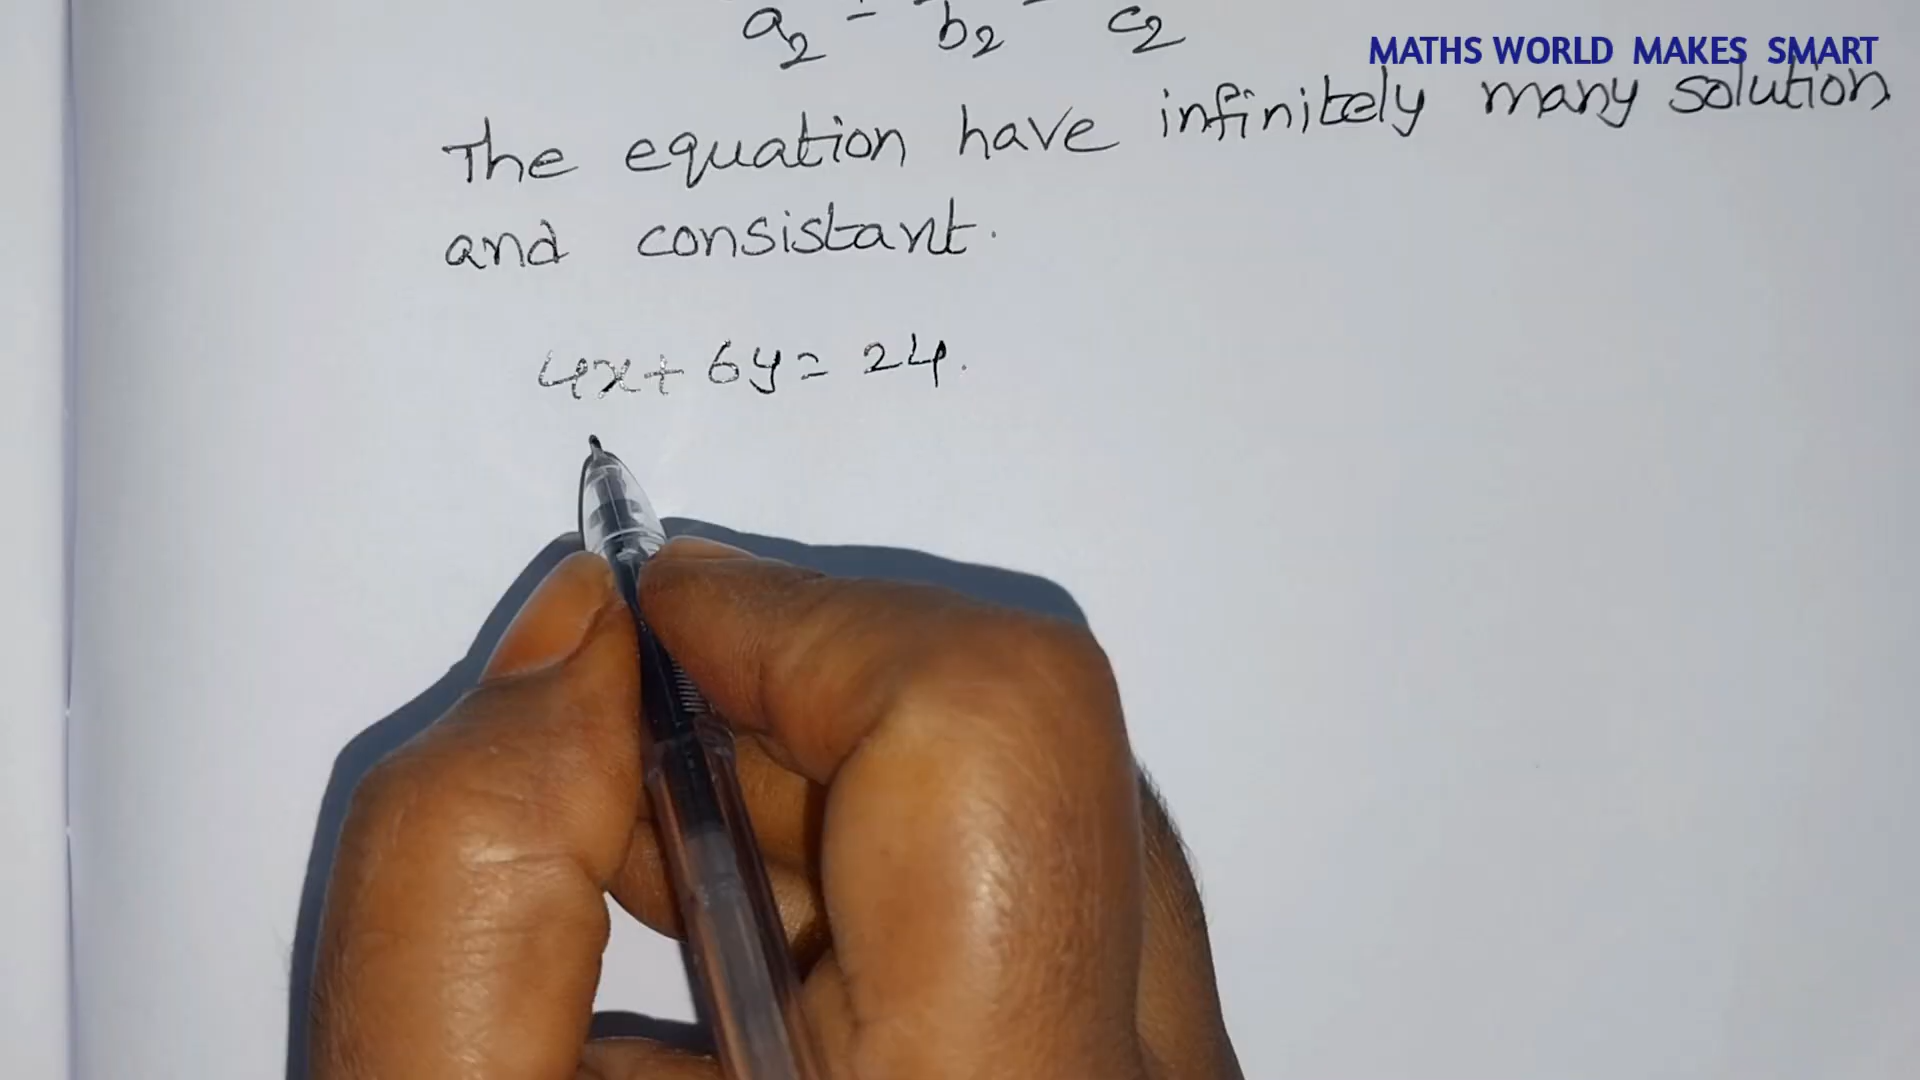 a2 = b2 = c2
MATHS WORLD MAKES SMART
The equation have infinitely many solution
and consistant.
4x + 6y = 24.